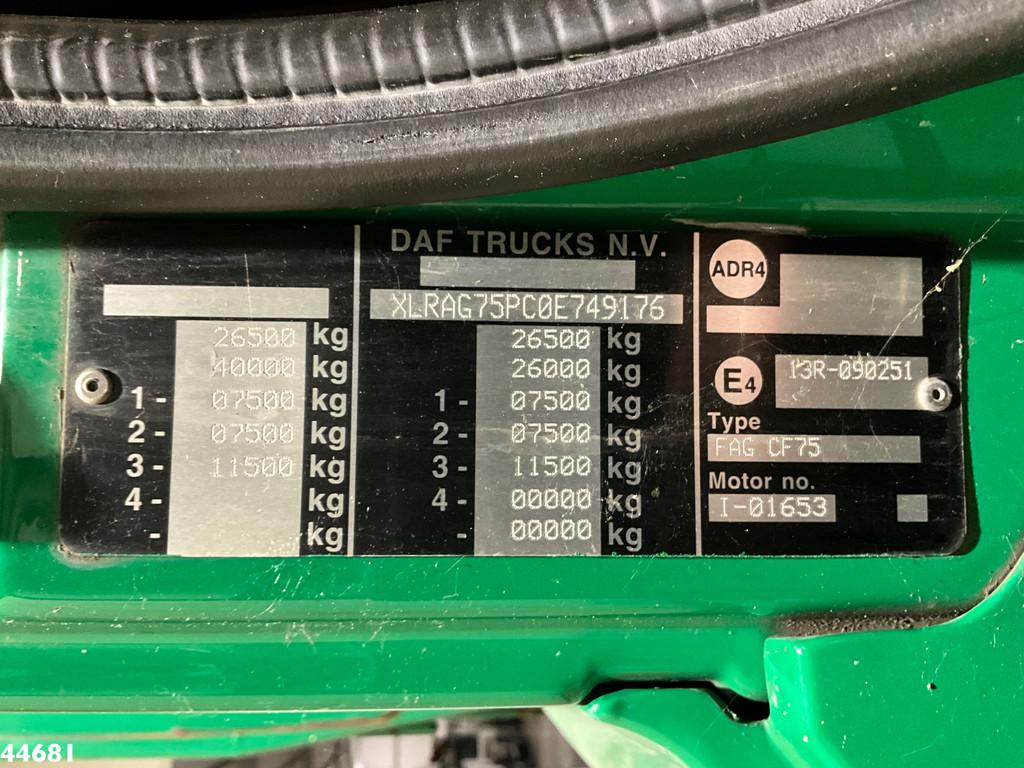 DAF TRUCKS N.V.
XLRAG75PC0E749176
26500 kg
40000 kg
1- 07500 kg
2- 07500 kg
3- 11500 kg
4- kg
- kg
26500 kg
26000 kg
1- 07500 kg
2- 07500 kg
3- 11500 kg
4- 00000 kg
- 00000 kg
ADR4
E4 13R-090251
Type
FAG CF75
Motor no.
I-01653
44681